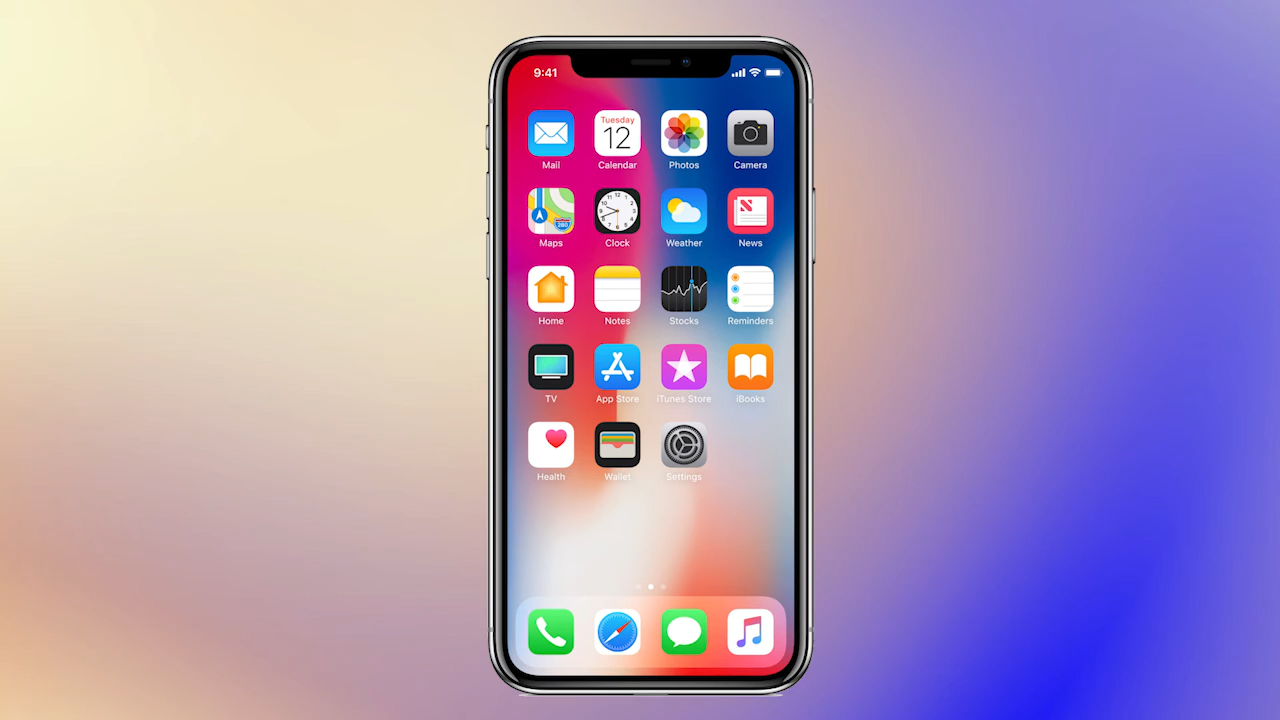 9:41
Tuesday
12
Mail Calendar Photos Camera
Maps Clock Weather News
Home Notes Stocks Reminders
TV App Store iTunes Store iBooks
Health Wallet Settings